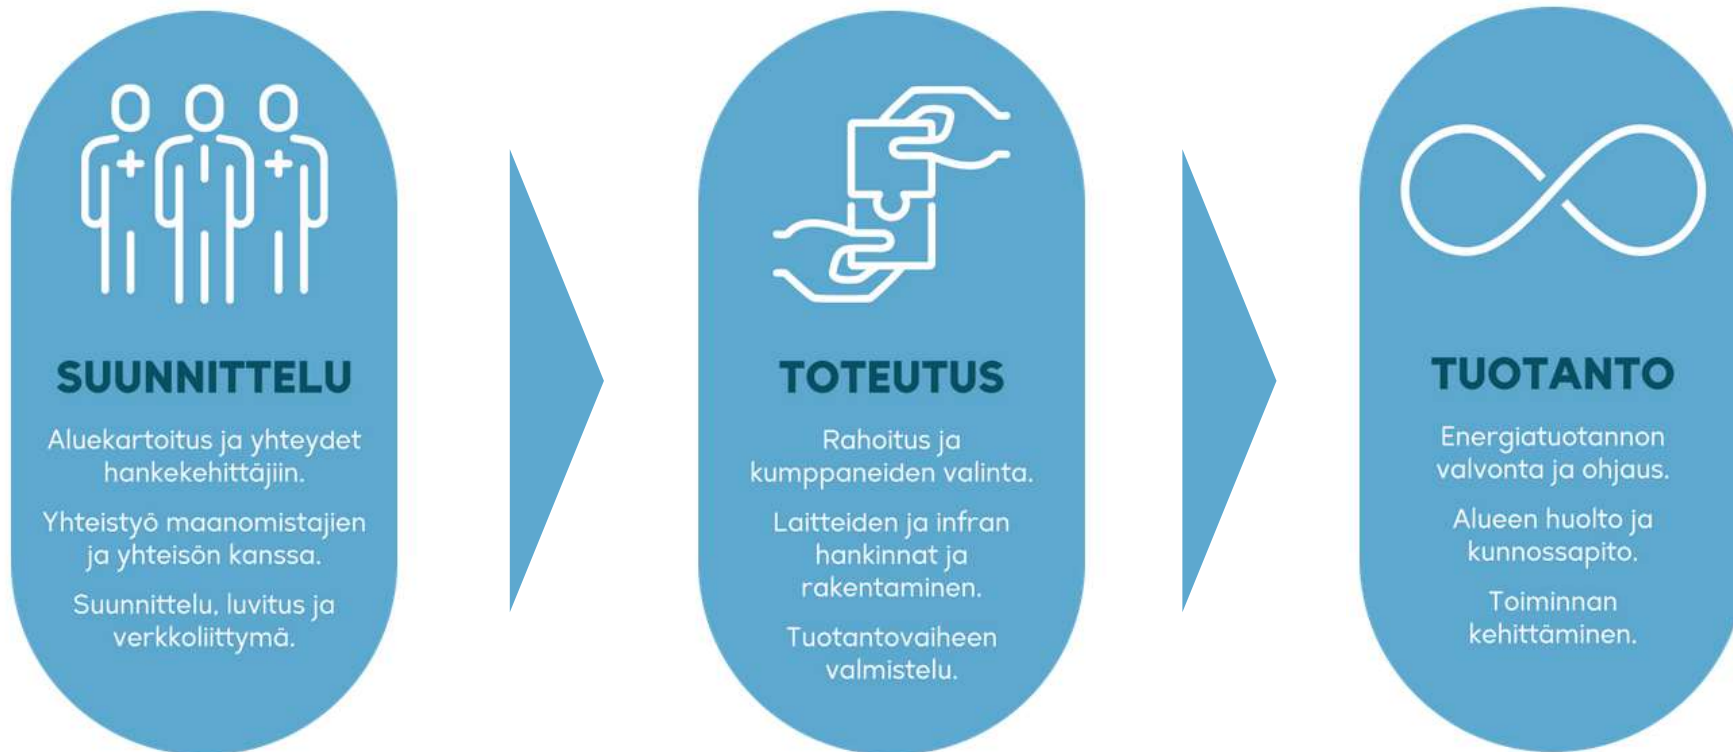 SUUNNITTELU
Aluekartoitus ja yhteydet
hankekehittäjiin.
Yhteistyö maanomistajien
ja yhteisön kanssa.
Suunnittelu, luvitus ja
verkkoliittymä.
TOTEUTUS
Rahoitus ja
kumppaneiden valinta.
Laitteiden ja infran
hankinnat ja
rakentaminen.
Tuotantovaiheen
valmistelu.
TUOTANTO
Energiatuotannon
valvonta ja ohjaus.
Alueen huolto ja
kunnossapito.
Toiminnan
kehittäminen.